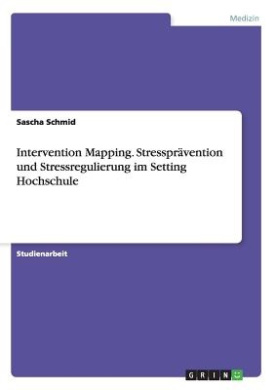 Medizin
Sascha Schmid
Intervention Mapping. Stressprävention
und Stressregulierung im Setting
Hochschule
Studienarbeit
GRIN